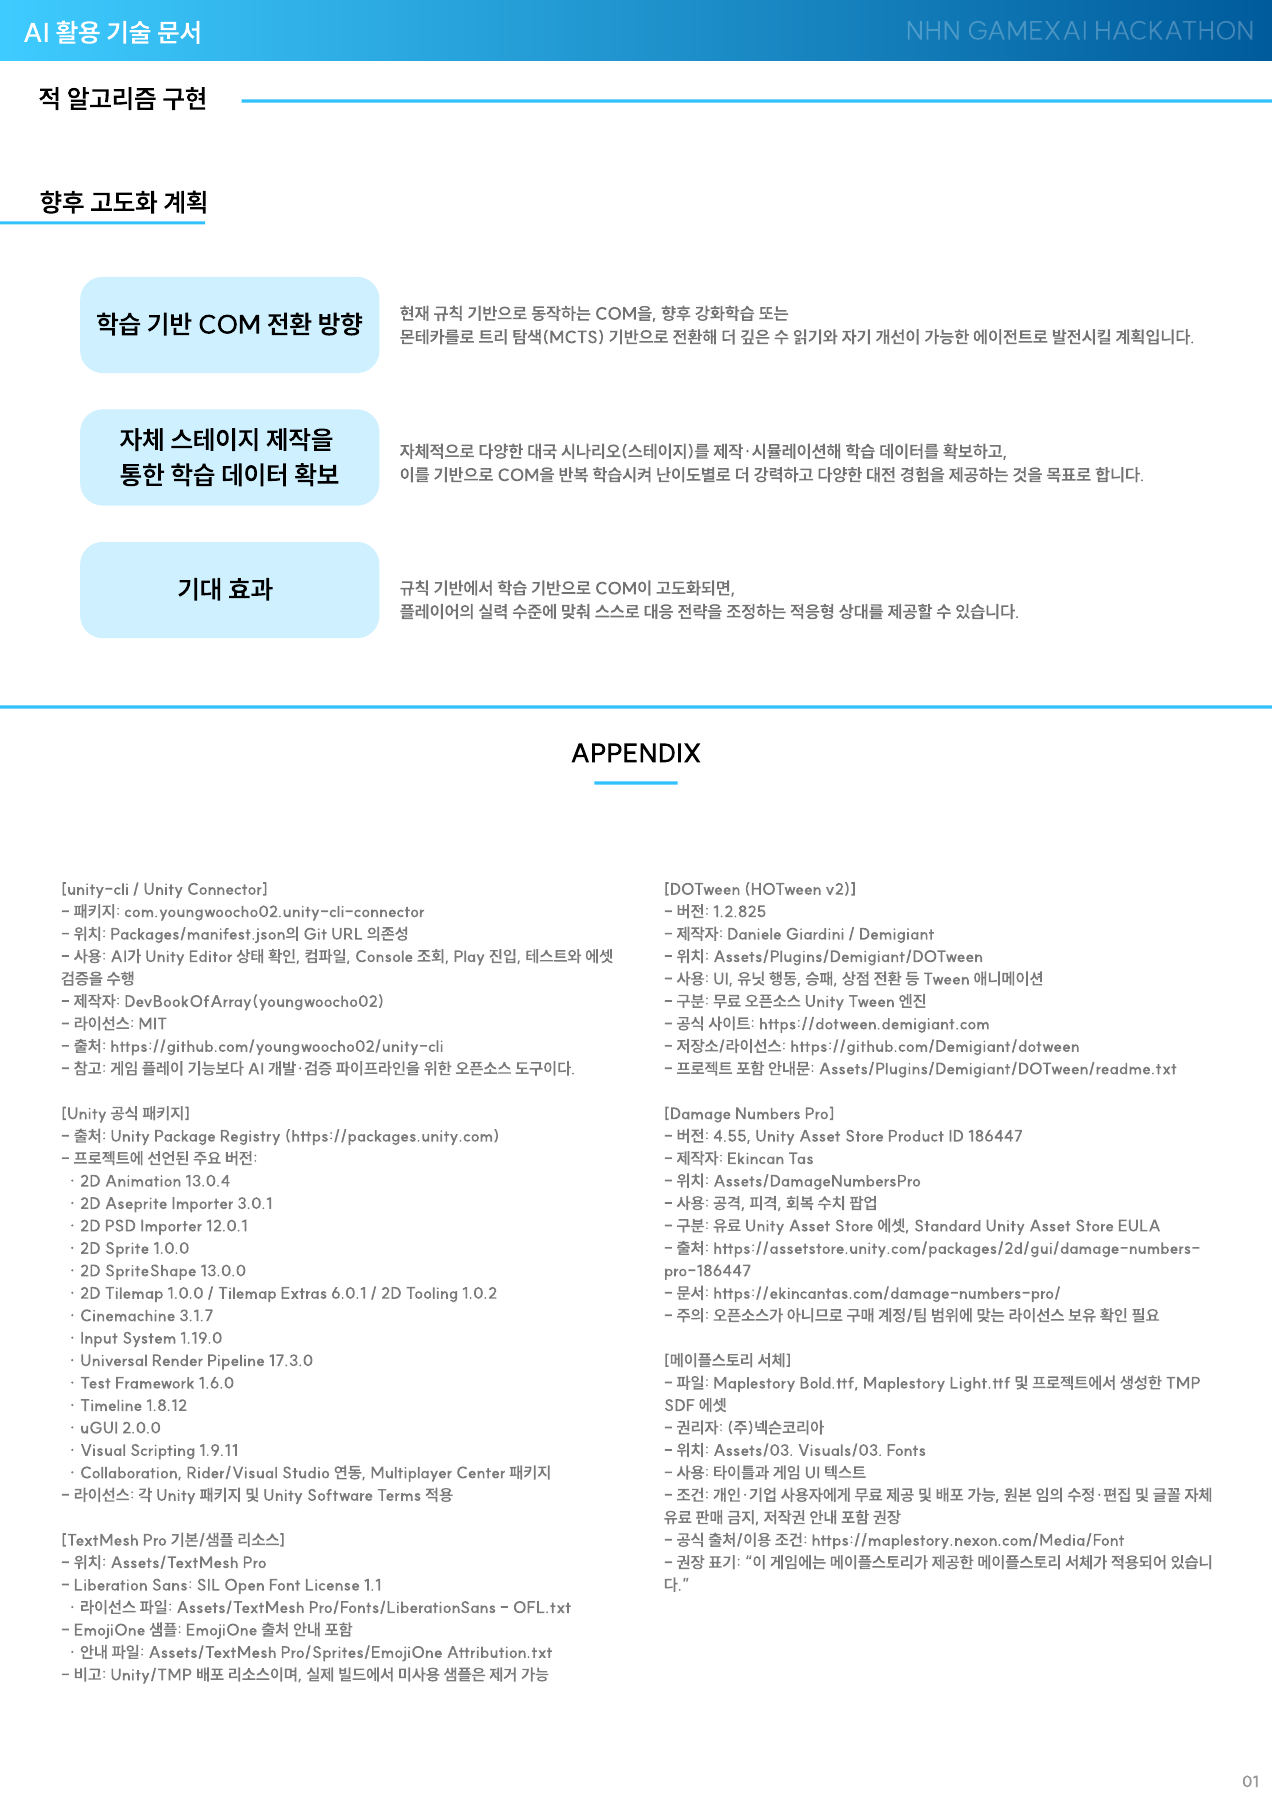 AI 활용 기술 문서
NHN GAMEXAI HACKATHON
적 알고리즘 구현
향후 고도화 계획
학습 기반 COM 전환 방향
현재 규칙 기반으로 동작하는 COM을, 향후 강화학습 또는
몬테카를로 트리 탐색(MCTS) 기반으로 전환해 더 깊은 수 읽기와 자기 개선이 가능한 에이전트로 발전시킬 계획입니다.
자체 스테이지 제작을
통한 학습 데이터 확보
자체적으로 다양한 대국 시나리오(스테이지)를 제작·시뮬레이션해 학습 데이터를 확보하고,
이를 기반으로 COM을 반복 학습시켜 난이도별로 더 강력하고 다양한 대전 경험을 제공하는 것을 목표로 합니다.
기대 효과
규칙 기반에서 학습 기반으로 COM이 고도화되면,
플레이어의 실력 수준에 맞춰 스스로 대응 전략을 조정하는 적응형 상대를 제공할 수 있습니다.
APPENDIX
[unity-cli / Unity Connector]
- 패키지: com.youngwoocho02.unity-cli-connector
- 위치: Packages/manifest.json의 Git URL 의존성
- 사용: AI가 Unity Editor 상태 확인, 컴파일, Console 조회, Play 진입, 테스트와 에셋
검증을 수행
- 제작자: DevBookOfArray(youngwoocho02)
- 라이선스: MIT
- 출처: https://github.com/youngwoocho02/unity-cli
- 참고: 게임 플레이 기능보다 AI 개발·검증 파이프라인을 위한 오픈소스 도구이다.
[Unity 공식 패키지]
- 출처: Unity Package Registry (https://packages.unity.com)
- 프로젝트에 선언된 주요 버전:
· 2D Animation 13.0.4
· 2D Aseprite Importer 3.0.1
· 2D PSD Importer 12.0.1
· 2D Sprite 1.0.0
· 2D SpriteShape 13.0.0
· 2D Tilemap 1.0.0 / Tilemap Extras 6.0.1 / 2D Tooling 1.0.2
· Cinemachine 3.1.7
· Input System 1.19.0
· Universal Render Pipeline 17.3.0
· Test Framework 1.6.0
· Timeline 1.8.12
· uGUI 2.0.0
· Visual Scripting 1.9.11
· Collaboration, Rider/Visual Studio 연동, Multiplayer Center 패키지
- 라이선스: 각 Unity 패키지 및 Unity Software Terms 적용
[TextMesh Pro 기본/샘플 리소스]
- 위치: Assets/TextMesh Pro
- Liberation Sans: SIL Open Font License 1.1
· 라이선스 파일: Assets/TextMesh Pro/Fonts/LiberationSans - OFL.txt
- EmojiOne 샘플: EmojiOne 출처 안내 포함
· 안내 파일: Assets/TextMesh Pro/Sprites/EmojiOne Attribution.txt
- 비고: Unity/TMP 배포 리소스이며, 실제 빌드에서 미사용 샘플은 제거 가능
[DOTween (HOTween v2)]
- 버전: 1.2.825
- 제작자: Daniele Giardini / Demigiant
- 위치: Assets/Plugins/Demigiant/DOTween
- 사용: UI, 유닛 행동, 승패, 상점 전환 등 Tween 애니메이션
- 구분: 무료 오픈소스 Unity Tween 엔진
- 공식 사이트: https://dotween.demigiant.com
- 저장소/라이선스: https://github.com/Demigiant/dotween
- 프로젝트 포함 안내문: Assets/Plugins/Demigiant/DOTween/readme.txt
[Damage Numbers Pro]
- 버전: 4.55, Unity Asset Store Product ID 186447
- 제작자: Ekincan Tas
- 위치: Assets/DamageNumbersPro
- 사용: 공격, 피격, 회복 수치 팝업
- 구분: 유료 Unity Asset Store 에셋, Standard Unity Asset Store EULA
- 출처: https://assetstore.unity.com/packages/2d/gui/damage-numbers-
pro-186447
- 문서: https://ekincantas.com/damage-numbers-pro/
- 주의: 오픈소스가 아니므로 구매 계정/팀 범위에 맞는 라이선스 보유 확인 필요
[메이플스토리 서체]
- 파일: Maplestory Bold.ttf, Maplestory Light.ttf 및 프로젝트에서 생성한 TMP
SDF 에셋
- 권리자: (주)넥슨코리아
- 위치: Assets/03. Visuals/03. Fonts
- 사용: 타이틀과 게임 UI 텍스트
- 조건: 개인·기업 사용자에게 무료 제공 및 배포 가능, 원본 임의 수정·편집 및 글꼴 자체
유료 판매 금지, 저작권 안내 포함 권장
- 공식 출처/이용 조건: https://maplestory.nexon.com/Media/Font
- 권장 표기: “이 게임에는 메이플스토리가 제공한 메이플스토리 서체가 적용되어 있습니
다.”
01